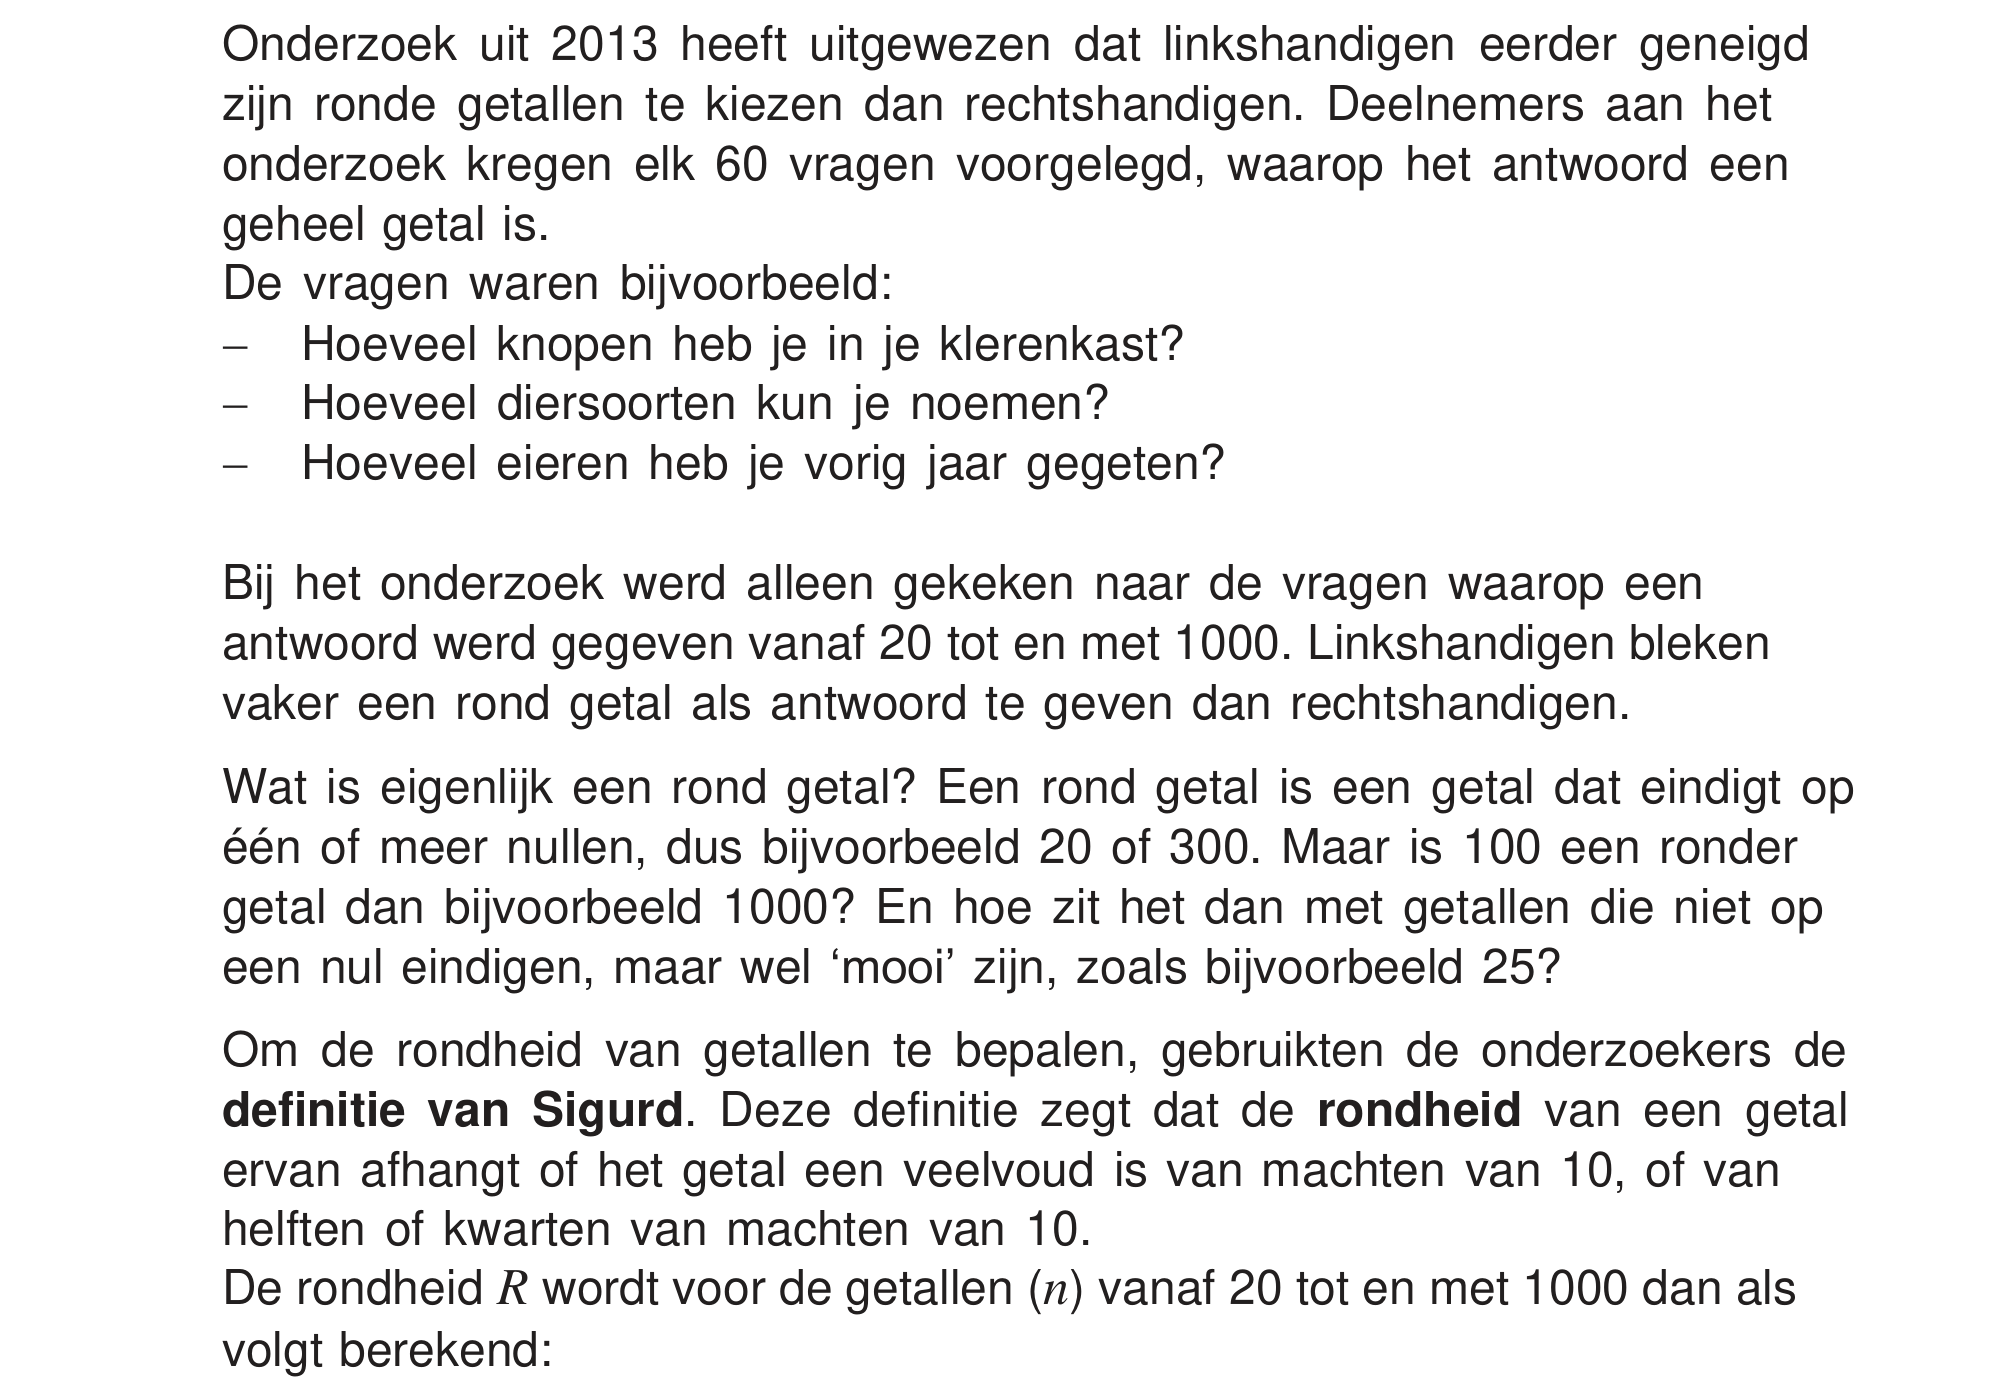 Onderzoek uit 2013 heeft uitgewezen dat linkshandigen eerder geneigd
zijn ronde getallen te kiezen dan rechtshandigen. Deelnemers aan het
onderzoek kregen elk 60 vragen voorgelegd, waarop het antwoord een
geheel getal is.
De vragen waren bijvoorbeeld:
– Hoeveel knopen heb je in je klerenkast?
– Hoeveel diersoorten kun je noemen?
– Hoeveel eieren heb je vorig jaar gegeten?
Bij het onderzoek werd alleen gekeken naar de vragen waarop een
antwoord werd gegeven vanaf 20 tot en met 1000. Linkshandigen bleken
vaker een rond getal als antwoord te geven dan rechtshandigen.
Wat is eigenlijk een rond getal? Een rond getal is een getal dat eindigt op
één of meer nullen, dus bijvoorbeeld 20 of 300. Maar is 100 een ronder
getal dan bijvoorbeeld 1000? En hoe zit het dan met getallen die niet op
een nul eindigen, maar wel ‘mooi’ zijn, zoals bijvoorbeeld 25?
Om de rondheid van getallen te bepalen, gebruikten de onderzoekers de
definitie van Sigurd. Deze definitie zegt dat de rondheid van een getal
ervan afhangt of het getal een veelvoud is van machten van 10, of van
helften of kwarten van machten van 10.
De rondheid R wordt voor de getallen (n) vanaf 20 tot en met 1000 dan als
volgt berekend: